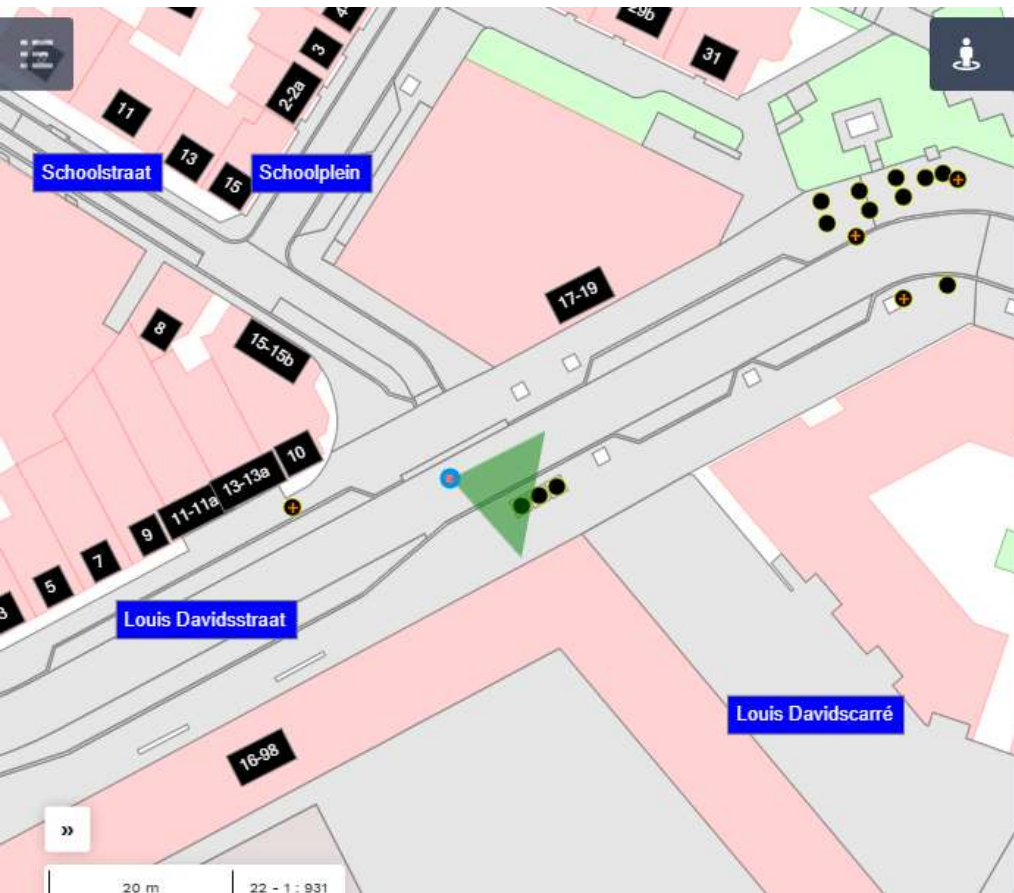 4
29b
3
31
2-2a
11
13
Schoolstraat
15
Schoolplein
17-19
8
15-15b
10
13-13a
11-11a
9
7
5
3
Louis Davidsstraat
Louis Davidscarré
16-98
»
20 m
22 - 1 : 931